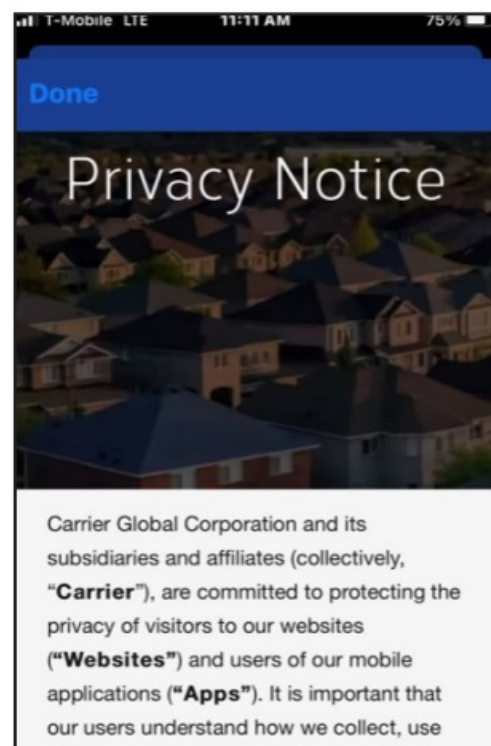 T-Mobile LTE 11:11 AM 75%
Done
Privacy Notice
Carrier Global Corporation and its
subsidiaries and affiliates (collectively,
“Carrier”), are committed to protecting the
privacy of visitors to our websites
(“Websites”) and users of our mobile
applications (“Apps”). It is important that
our users understand how we collect, use